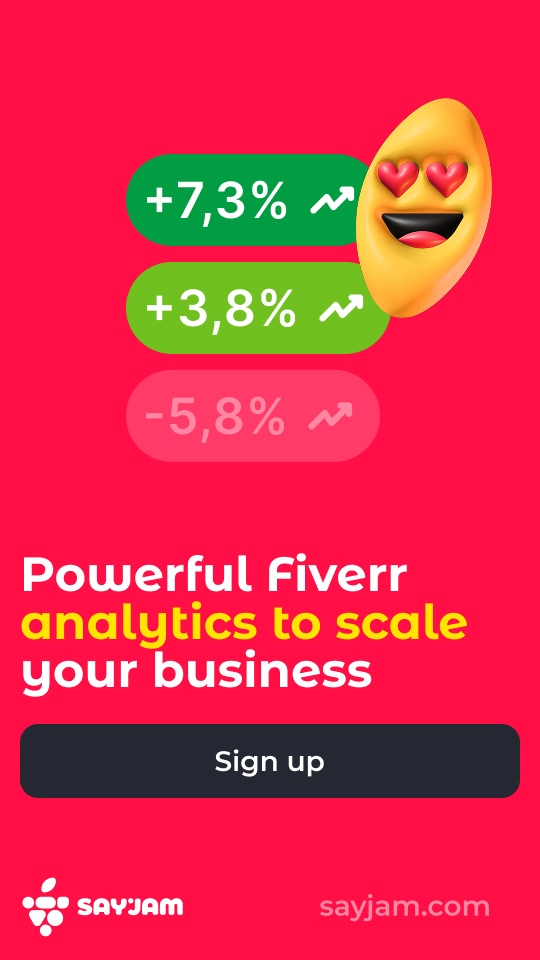 +7,3%
+3,8%
-5,8%
Powerful Fiverr
analytics to scale
your business
Sign up
SAYJAM
sayjam.com